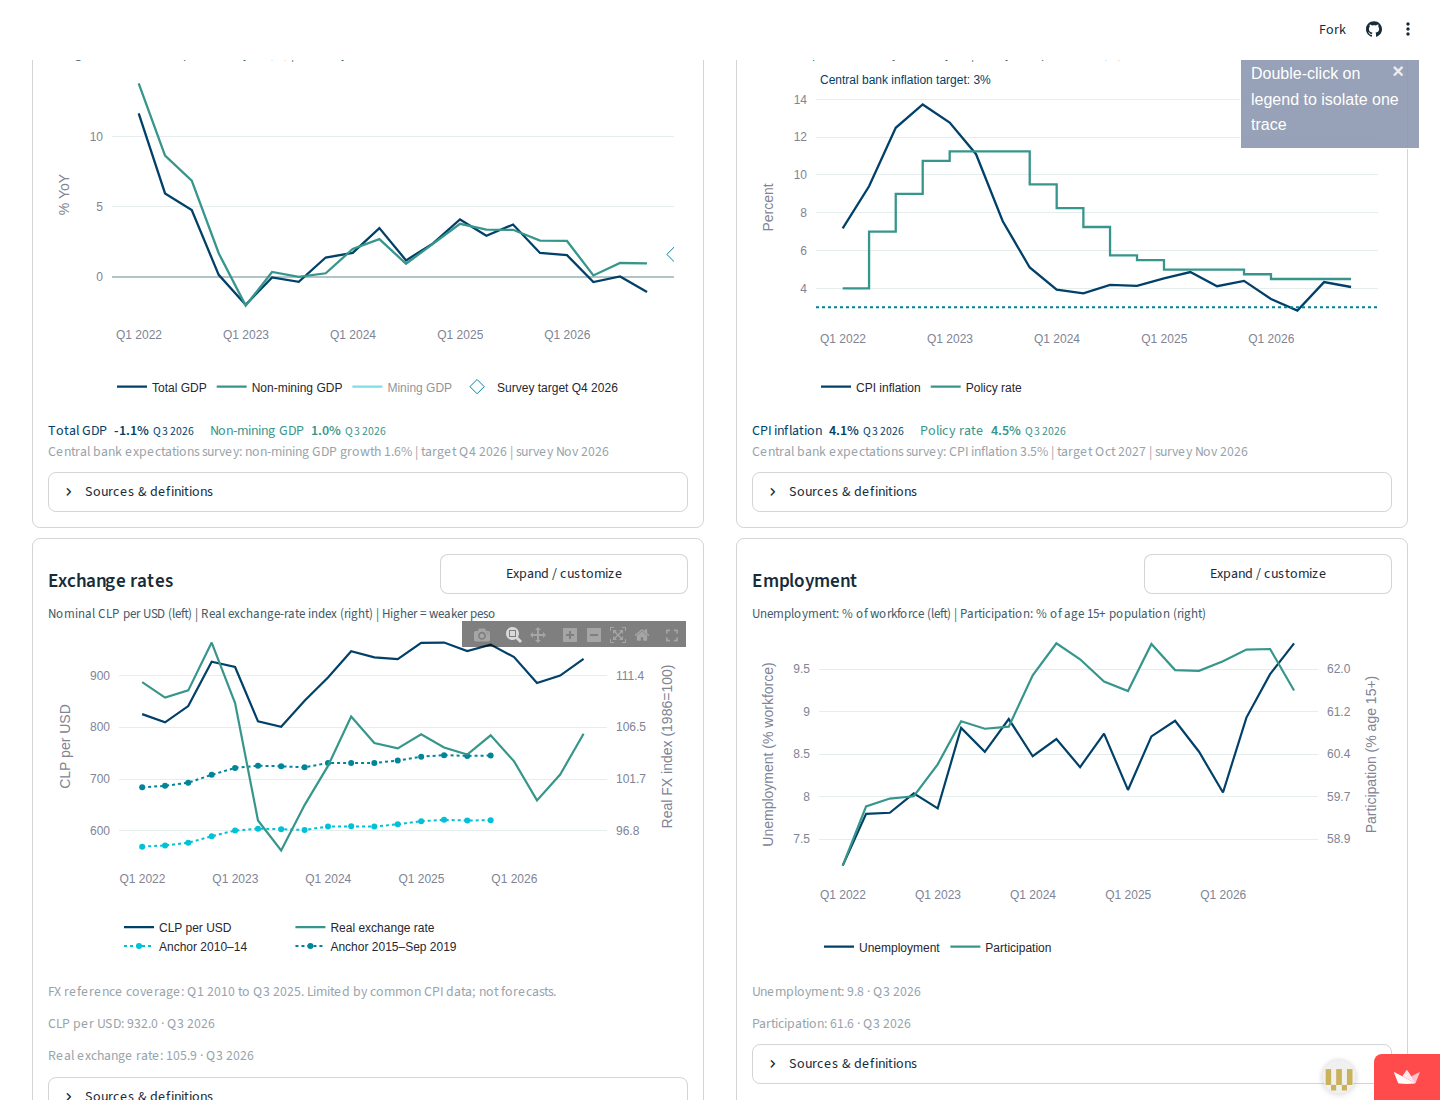 Fork
Central bank inflation target: 3%
Double-click on
legend to isolate one
trace
10
5
0
% YoY
Q1 2022 Q1 2023 Q1 2024 Q1 2025 Q1 2026
Total GDP Non-mining GDP Mining GDP Survey target Q4 2026
Total GDP -1.1% Q3 2026 Non-mining GDP 1.0% Q3 2026
Central bank expectations survey: non-mining GDP growth 1.6% | target Q4 2026 | survey Nov 2026
Sources & definitions
14
12
10
8
6
4
Percent
Q1 2022 Q1 2023 Q1 2024 Q1 2025 Q1 2026
CPI inflation Policy rate
CPI inflation 4.1% Q3 2026 Policy rate 4.5% Q3 2026
Central bank expectations survey: CPI inflation 3.5% | target Oct 2027 | survey Nov 2026
Sources & definitions
Exchange rates
Expand / customize
Nominal CLP per USD (left) | Real exchange-rate index (right) | Higher = weaker peso
900
800
700
600
CLP per USD
111.4
106.5
101.7
96.8
Real FX index (1986=100)
Q1 2022 Q1 2023 Q1 2024 Q1 2025 Q1 2026
CLP per USD Real exchange rate
Anchor 2010–14 Anchor 2015–Sep 2019
FX reference coverage: Q1 2010 to Q3 2025. Limited by common CPI data; not forecasts.
CLP per USD: 932.0 · Q3 2026
Real exchange rate: 105.9 · Q3 2026
Sources & definitions
Employment
Expand / customize
Unemployment: % of workforce (left) | Participation: % of age 15+ population (right)
9.5
9
8.5
8
7.5
Unemployment (% workforce)
62.0
61.2
60.4
59.7
58.9
Participation (% age 15+)
Q1 2022 Q1 2023 Q1 2024 Q1 2025 Q1 2026
Unemployment Participation
Unemployment: 9.8 · Q3 2026
Participation: 61.6 · Q3 2026
Sources & definitions